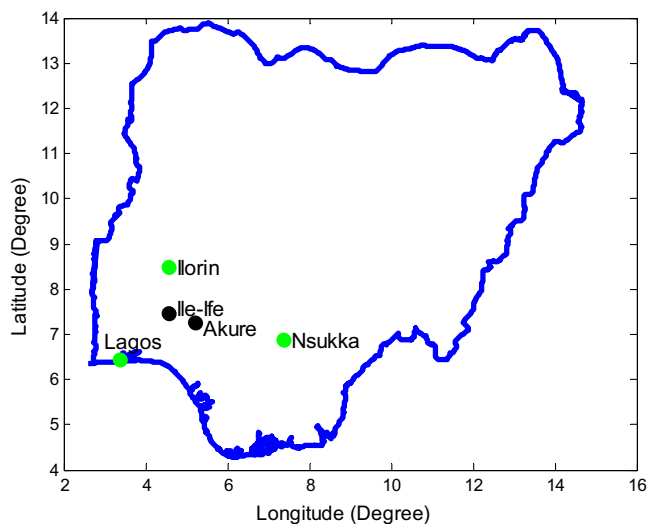 14
13
12
11
10
9
8
7
6
5
4
Latitude (Degree)
Ilorin
Ile-Ife
Akure
Lagos
Nsukka
2 4 6 8 10 12 14 16
Longitude (Degree)